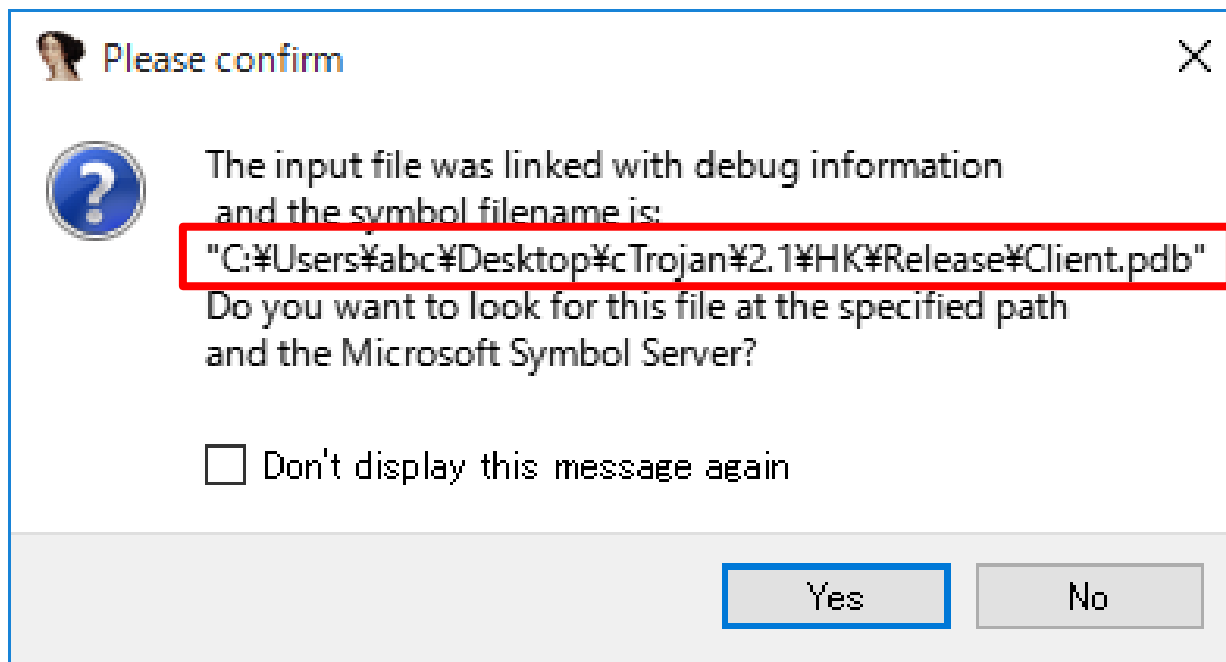 Please confirm
The input file was linked with debug information
and the symbol filename is:
"C:¥Users¥abc¥Desktop¥cTrojan¥2.1¥HK¥Release¥Client.pdb"
Do you want to look for this file at the specified path
and the Microsoft Symbol Server?
Don't display this message again
Yes
No